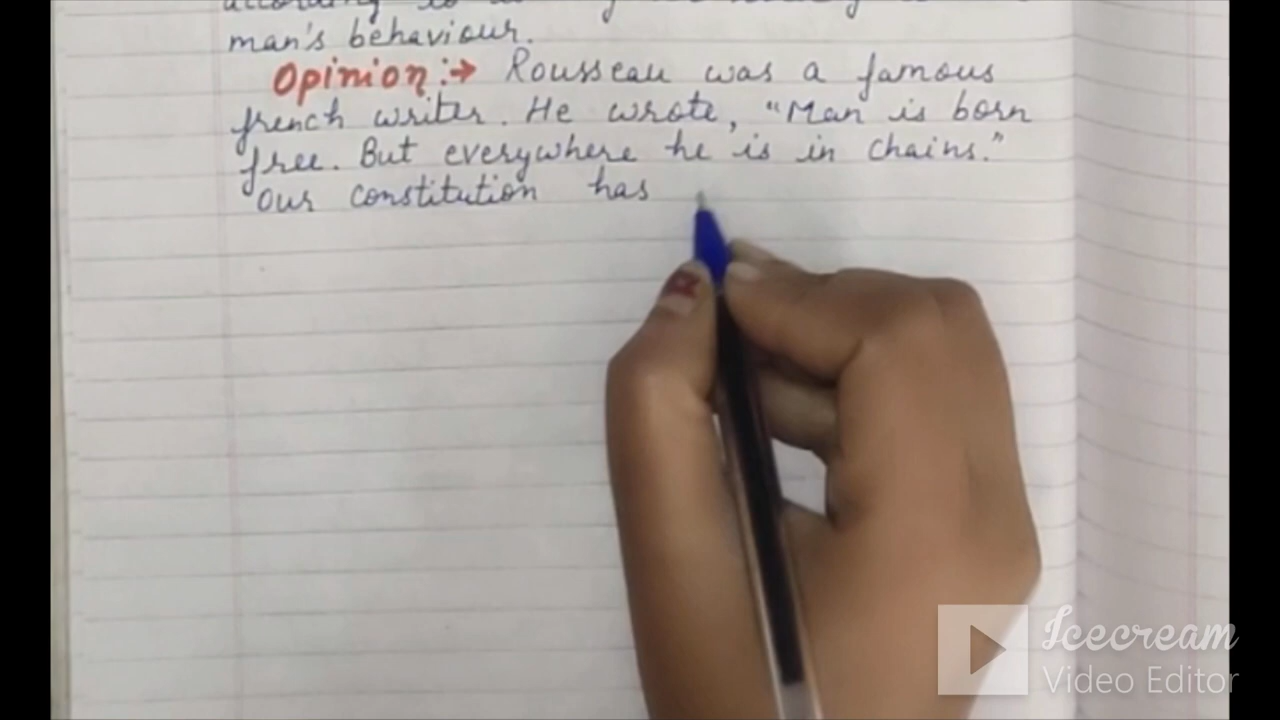 man's behaviour.
Opinion :→ Rousseau was a famous
french writer. He wrote, "Man is born
free. But everywhere he is in chains."
Our constitution has
Icecream
Video Editor